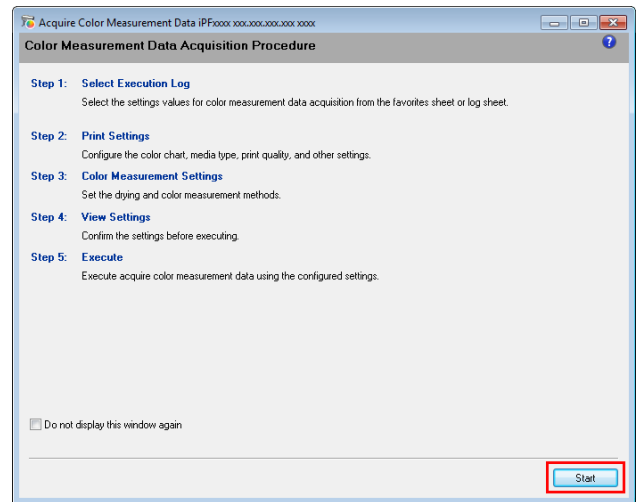 Acquire Color Measurement Data iPFxxxx xxx.xxx.xxx.xxx xxxx
Color Measurement Data Acquisition Procedure
Step 1: Select Execution Log
Select the settings values for color measurement data acquisition from the favorites sheet or log sheet.
Step 2: Print Settings
Configure the color chart, media type, print quality, and other settings.
Step 3: Color Measurement Settings
Set the drying and color measurement methods.
Step 4: View Settings
Confirm the settings before executing.
Step 5: Execute
Execute acquire color measurement data using the configured settings.
Do not display this window again
Start